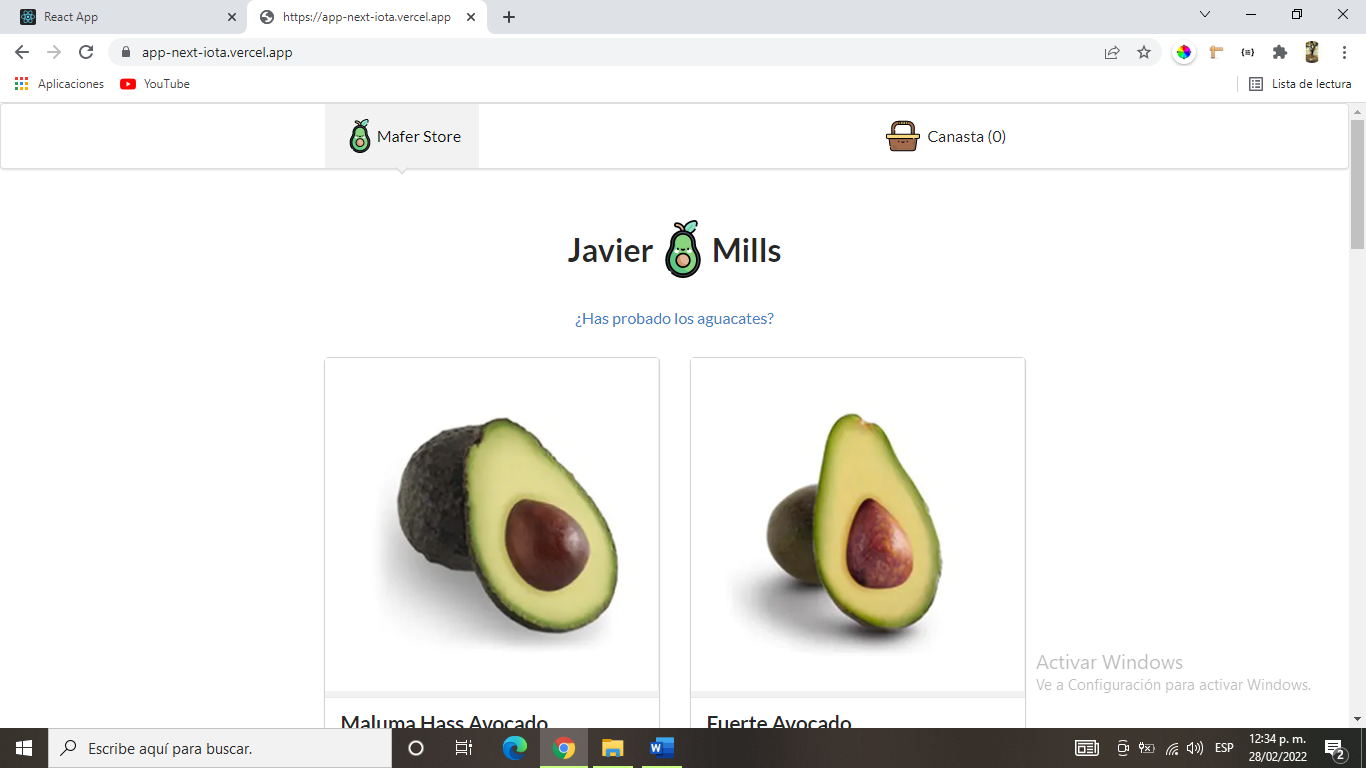 React App
https://app-next-iota.vercel.app
app-next-iota.vercel.app
Aplicaciones
YouTube
Lista de lectura
Mafer Store
Canasta (0)
Javier Mills
¿Has probado los aguacates?
Maluma Hass Avocado
Fuerte Avocado
Activar Windows
Ve a Configuración para activar Windows.
Escribe aquí para buscar.
ESP
12:34 p. m.
28/02/2022
2